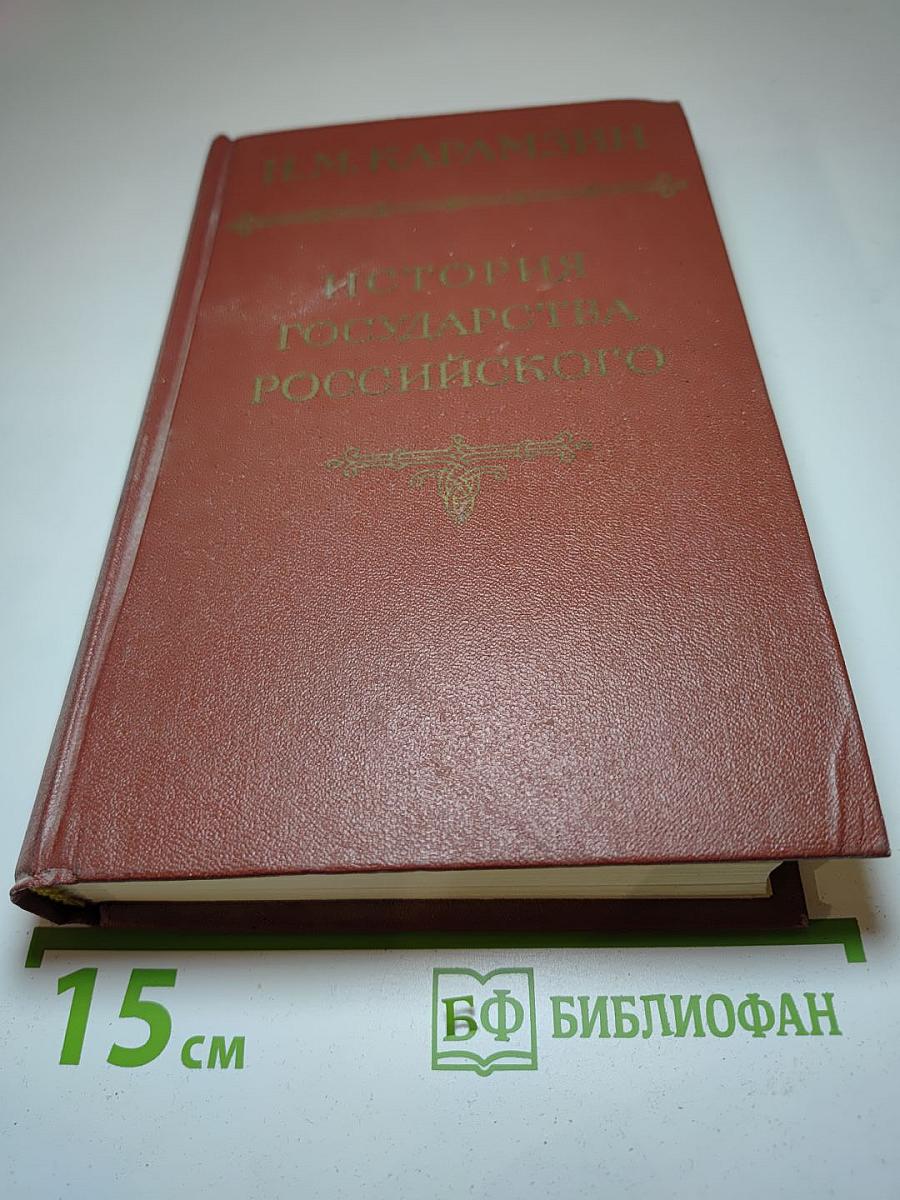 Н.М. КАРАМЗИН
ИСТОРИЯ
ГОСУДАРСТВА
РОССИЙСКОГО
15 см
БФ БИБЛИОФАН